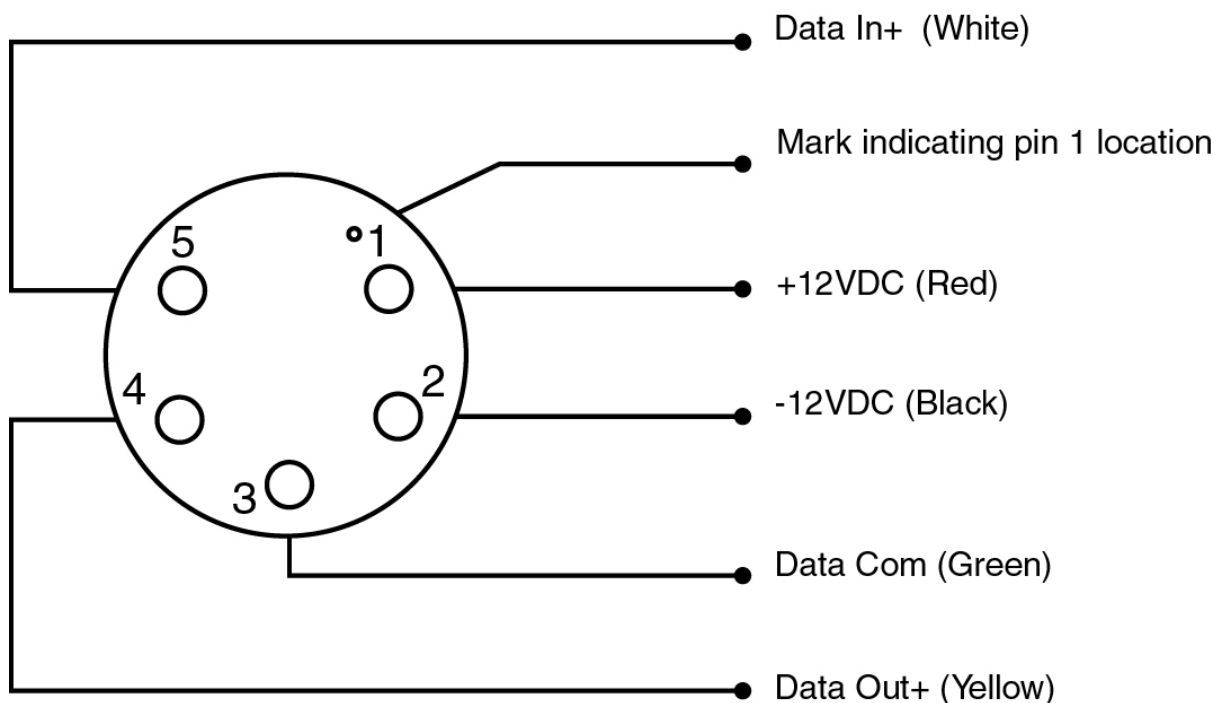 Data In+ (White)
Mark indicating pin 1 location
5
1
+12VDC (Red)
4
2
-12VDC (Black)
3
Data Com (Green)
Data Out+ (Yellow)